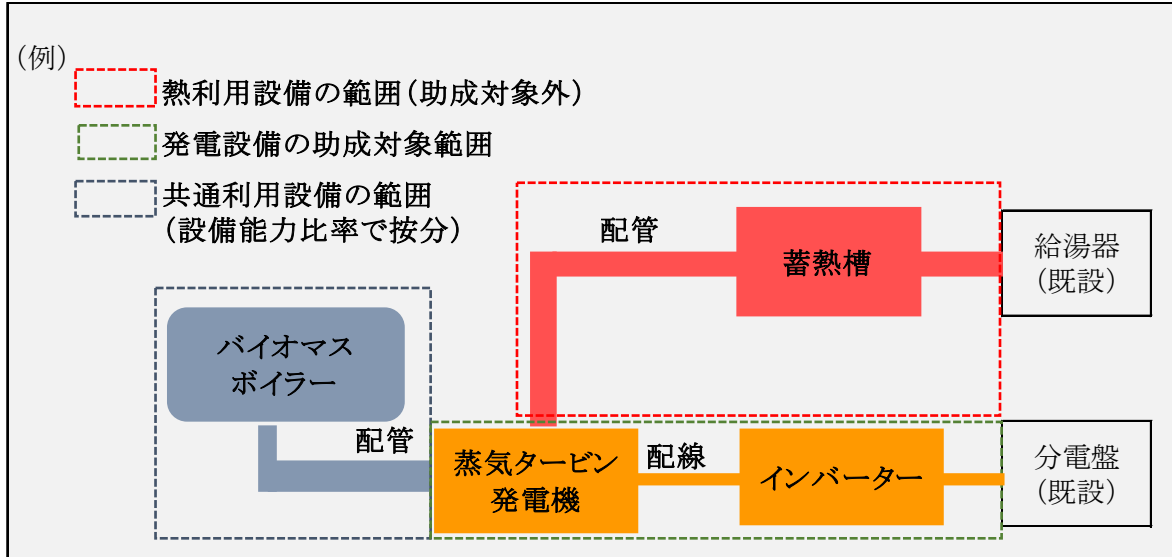 (例)
熱利用設備の範囲(助成対象外)
発電設備の助成対象範囲
共通利用設備の範囲
(設備能力比率で按分)
配管
蓄熱槽
給湯器
(既設)
バイオマス
ボイラー
配管
蒸気タービン
発電機
配線
インバーター
分電盤
(既設)